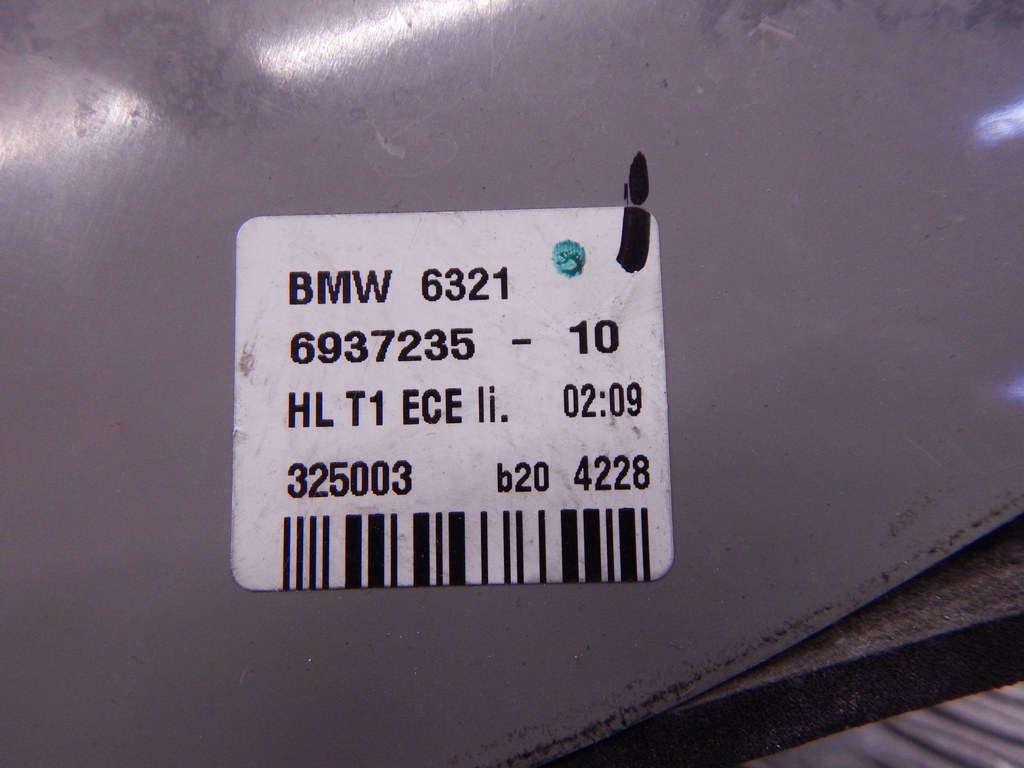 BMW 6321
6937235 - 10
HL T1 ECE li. 02:09
325003 b20 4228